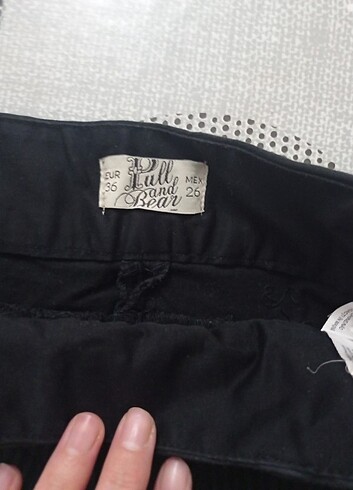 EUR
36
Pull
and
Bear
MEX
26